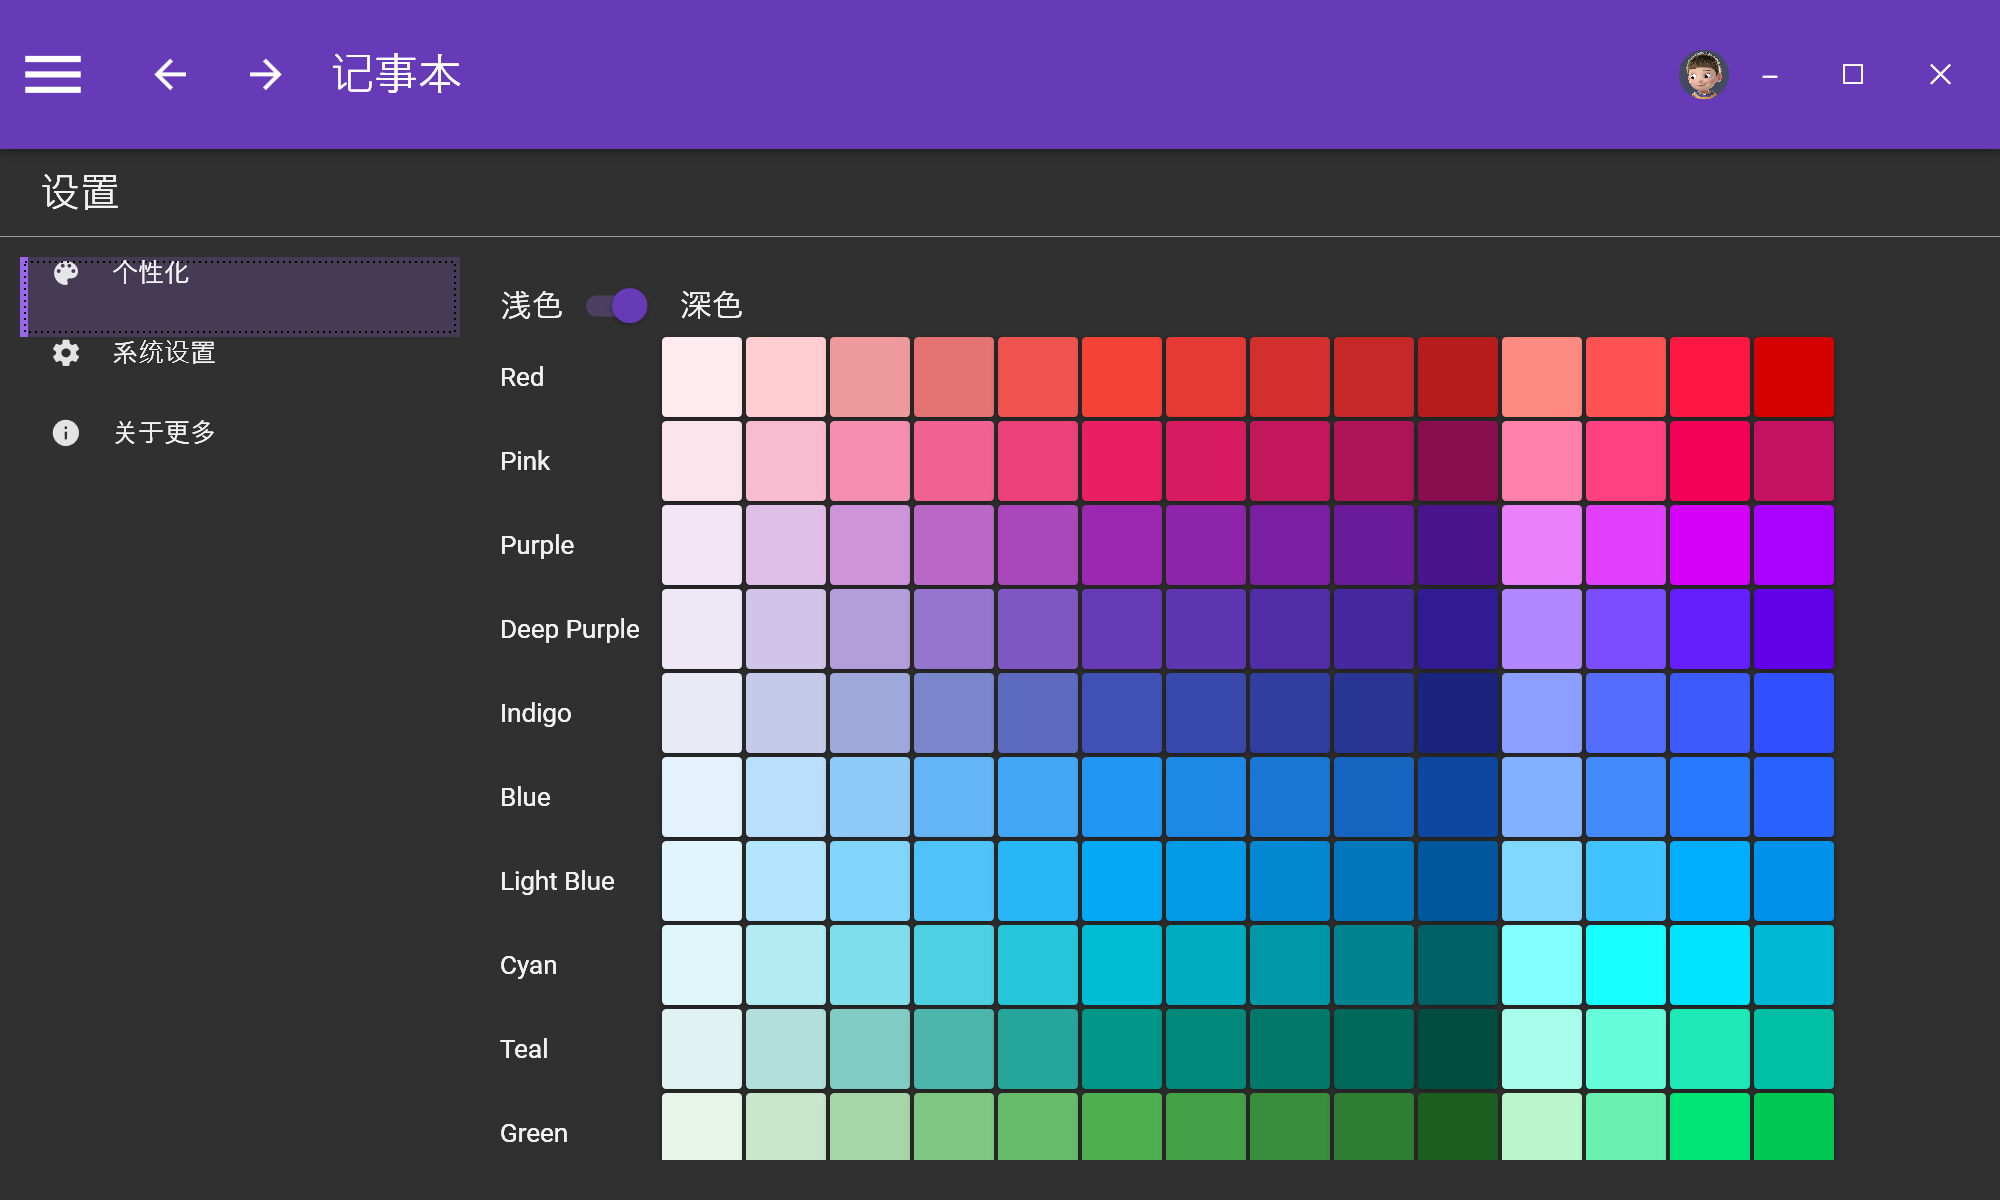 记事本
设置
个性化
系统设置
关于更多
浅色 深色
Red
Pink
Purple
Deep Purple
Indigo
Blue
Light Blue
Cyan
Teal
Green